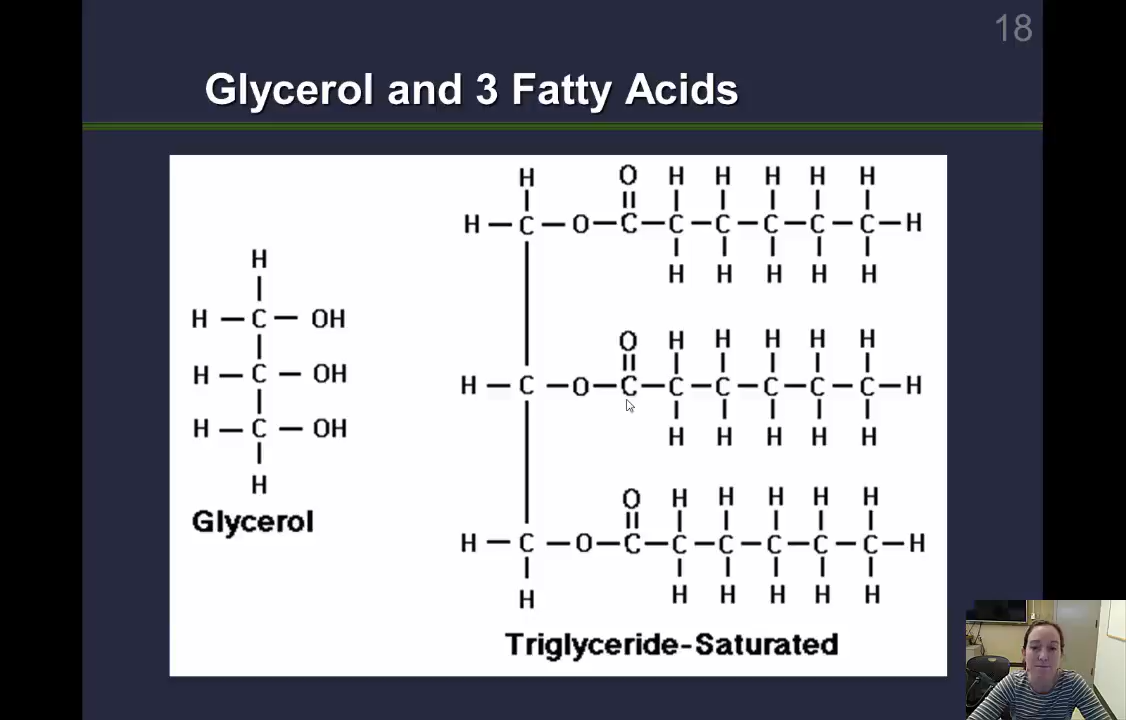 18
Glycerol and 3 Fatty Acids
H
H — C — OH
H — C — OH
H — C — OH
H
Glycerol
H O H H H H H
H — C — O — C — C — C — C — C — C — H
H H H H H
O H H H H H
H — C — O — C — C — C — C — C — C — H
H H H H H
O H H H H H
H — C — O — C — C — C — C — C — C — H
H H H H H H
Triglyceride-Saturated